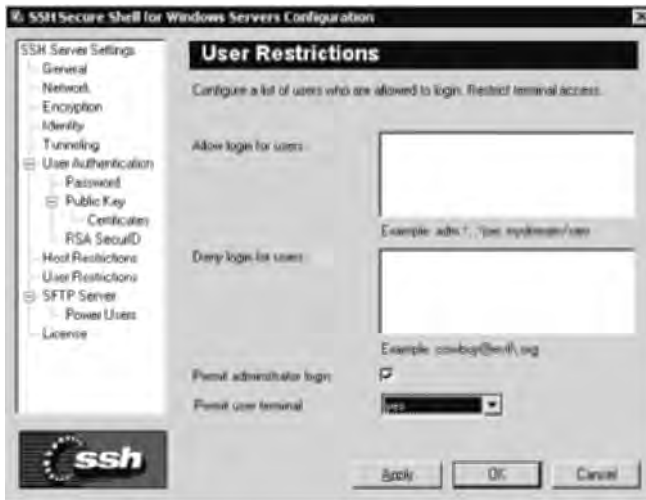 SSH Secure Shell for Windows Servers Configuration
SSH Server Settings
General
Network
Encryption
Identity
Tunneling
User Authentication
Password
Public Key
Certificates
RSA SecurID
Host Restrictions
User Restrictions
SFTP Server
Power Users
License
ssh
User Restrictions
Configure a list of users who are allowed to login. Restrict terminal access.
Allow login for users:
Example:
Deny login for users:
Example:
Permit administrator login:
Permit user terminal:
yes
Apply
OK
Cancel